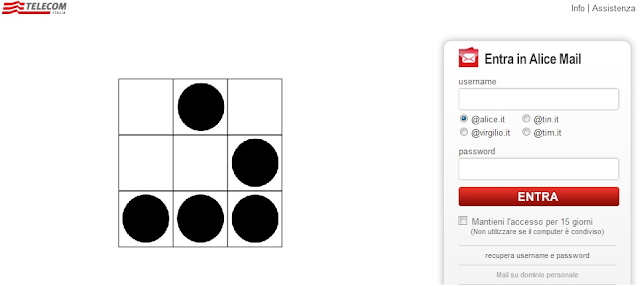 TELECOM
ITALIA
Info | Assistenza
Entra in Alice Mail
username
@alice.it @tin.it
@virgilio.it @tim.it
password
ENTRA
Mantieni l'accesso per 15 giorni
(Non utilizzare se il computer è condiviso)
recupera username e password
Mail su dominio personale